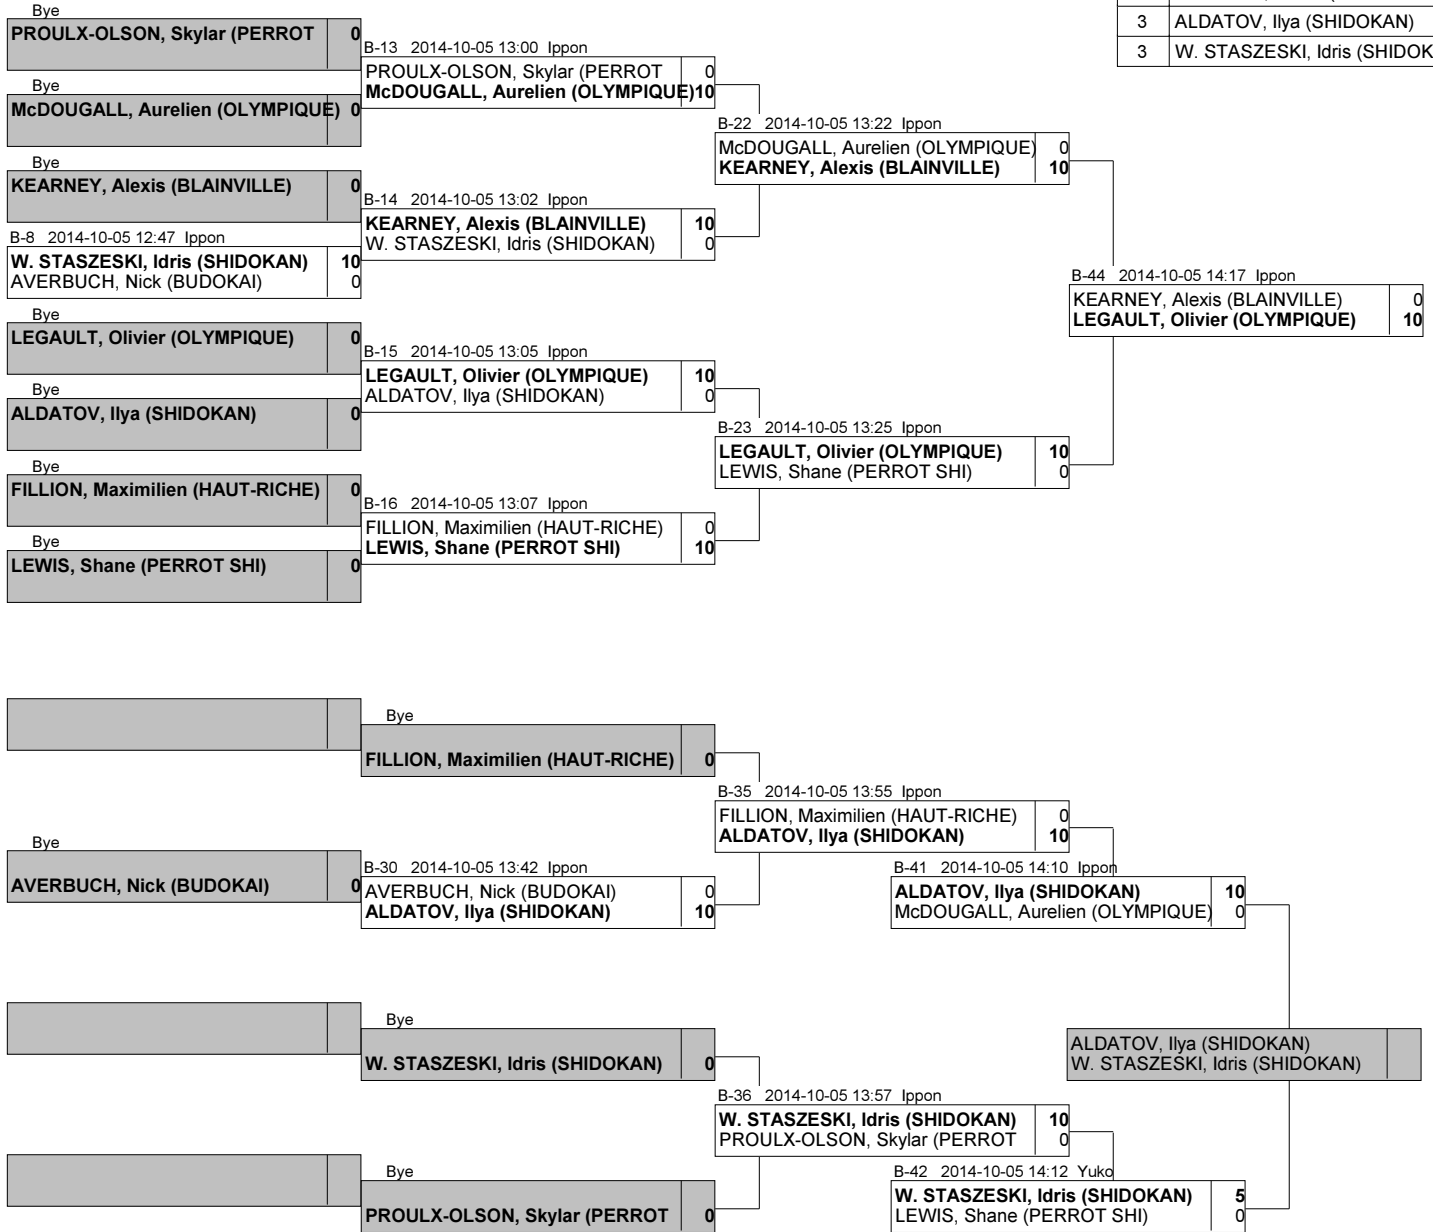 3 ALDATOV, Ilya (SHIDOKAN)
3 W. STASZESKI, Idris (SHIDOK
Bye
PROULX-OLSON, Skylar (PERROT 0
Bye
McDOUGALL, Aurelien (OLYMPIQUE) 0
Bye
KEARNEY, Alexis (BLAINVILLE) 0
B-8 2014-10-05 12:47 Ippon
W. STASZESKI, Idris (SHIDOKAN) 10
AVERBUCH, Nick (BUDOKAI) 0
Bye
LEGAULT, Olivier (OLYMPIQUE) 0
Bye
ALDATOV, Ilya (SHIDOKAN) 0
Bye
FILLION, Maximilien (HAUT-RICHE) 0
Bye
LEWIS, Shane (PERROT SHI) 0
B-13 2014-10-05 13:00 Ippon
PROULX-OLSON, Skylar (PERROT 0
McDOUGALL, Aurelien (OLYMPIQUE) 10
B-14 2014-10-05 13:02 Ippon
KEARNEY, Alexis (BLAINVILLE) 10
W. STASZESKI, Idris (SHIDOKAN) 0
B-15 2014-10-05 13:05 Ippon
LEGAULT, Olivier (OLYMPIQUE) 10
ALDATOV, Ilya (SHIDOKAN) 0
B-16 2014-10-05 13:07 Ippon
FILLION, Maximilien (HAUT-RICHE) 0
LEWIS, Shane (PERROT SHI) 10
B-22 2014-10-05 13:22 Ippon
McDOUGALL, Aurelien (OLYMPIQUE) 0
KEARNEY, Alexis (BLAINVILLE) 10
B-23 2014-10-05 13:25 Ippon
LEGAULT, Olivier (OLYMPIQUE) 10
LEWIS, Shane (PERROT SHI) 0
B-44 2014-10-05 14:17 Ippon
KEARNEY, Alexis (BLAINVILLE) 0
LEGAULT, Olivier (OLYMPIQUE) 10
Bye
FILLION, Maximilien (HAUT-RICHE) 0
Bye
AVERBUCH, Nick (BUDOKAI) 0
B-30 2014-10-05 13:42 Ippon
AVERBUCH, Nick (BUDOKAI) 0
ALDATOV, Ilya (SHIDOKAN) 10
B-35 2014-10-05 13:55 Ippon
FILLION, Maximilien (HAUT-RICHE) 0
ALDATOV, Ilya (SHIDOKAN) 10
B-41 2014-10-05 14:10 Ippon
ALDATOV, Ilya (SHIDOKAN) 10
McDOUGALL, Aurelien (OLYMPIQUE) 0
Bye
W. STASZESKI, Idris (SHIDOKAN) 0
Bye
PROULX-OLSON, Skylar (PERROT 0
B-36 2014-10-05 13:57 Ippon
W. STASZESKI, Idris (SHIDOKAN) 10
PROULX-OLSON, Skylar (PERROT 0
B-42 2014-10-05 14:12 Yuko
W. STASZESKI, Idris (SHIDOKAN) 5
LEWIS, Shane (PERROT SHI) 0
ALDATOV, Ilya (SHIDOKAN)
W. STASZESKI, Idris (SHIDOKAN)